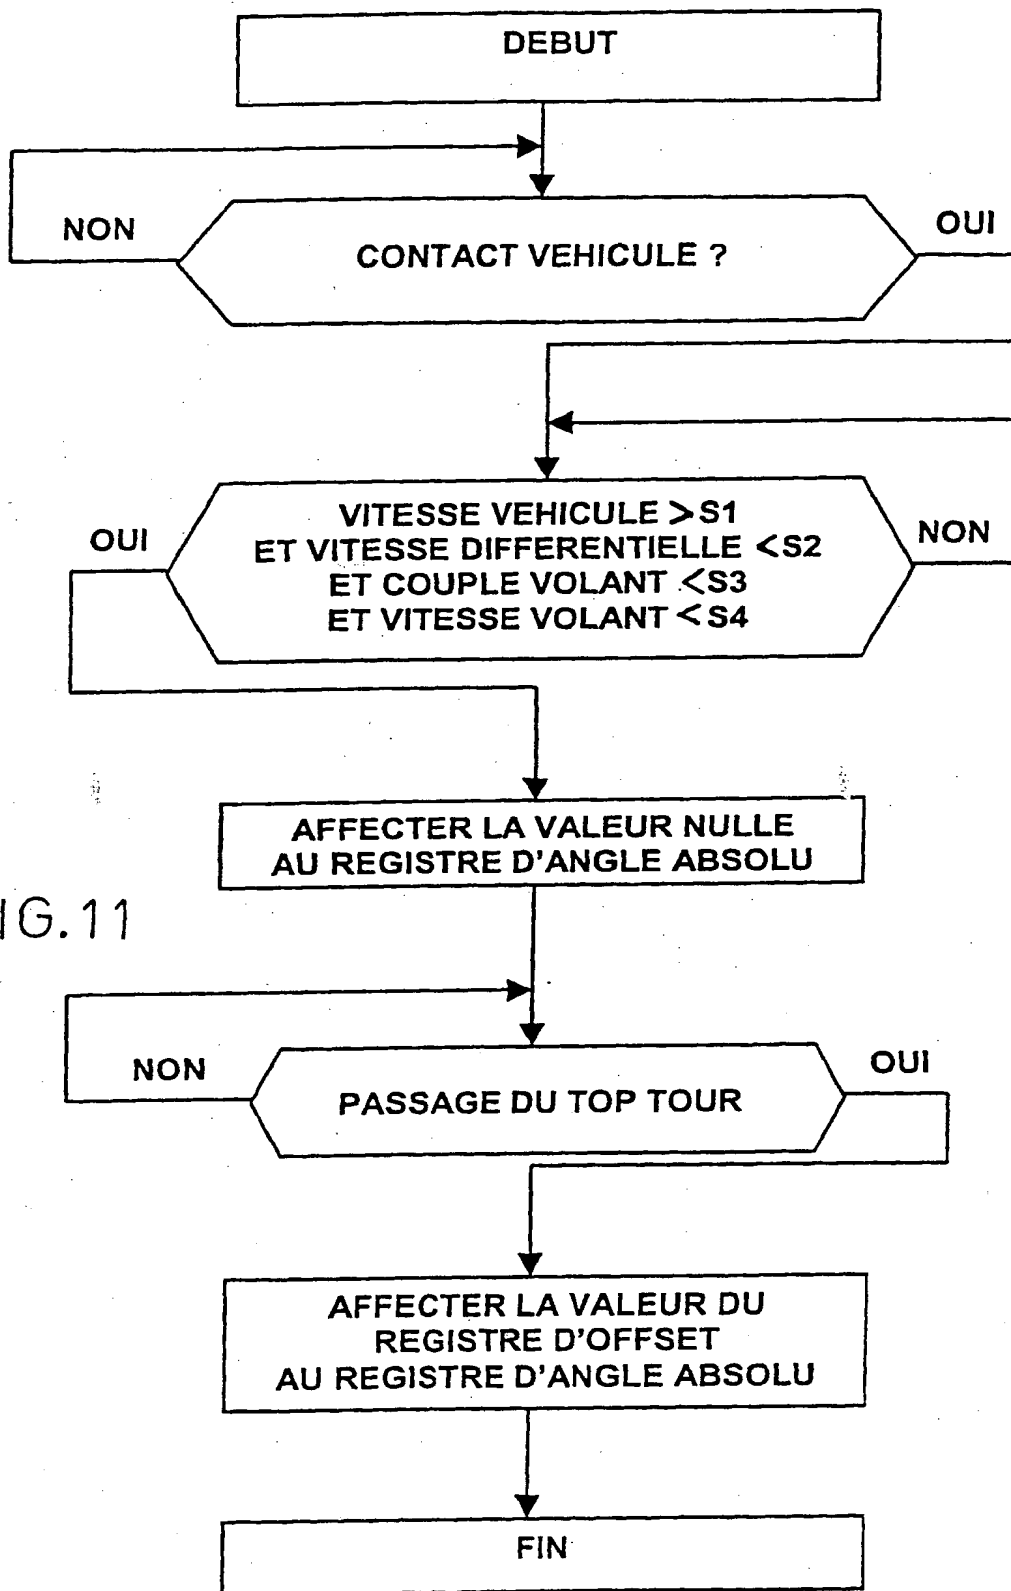 DEBUT
NON
OUI
CONTACT VEHICULE ?
OUI
VITESSE VEHICULE >S1
ET VITESSE DIFFERENTIELLE <S2
ET COUPLE VOLANT <S3
ET VITESSE VOLANT <S4
NON
AFFECTER LA VALEUR NULLE
AU REGISTRE D'ANGLE ABSOLU
IG.11
NON
OUI
PASSAGE DU TOP TOUR
AFFECTER LA VALEUR DU
REGISTRE D'OFFSET
AU REGISTRE D'ANGLE ABSOLU
FIN